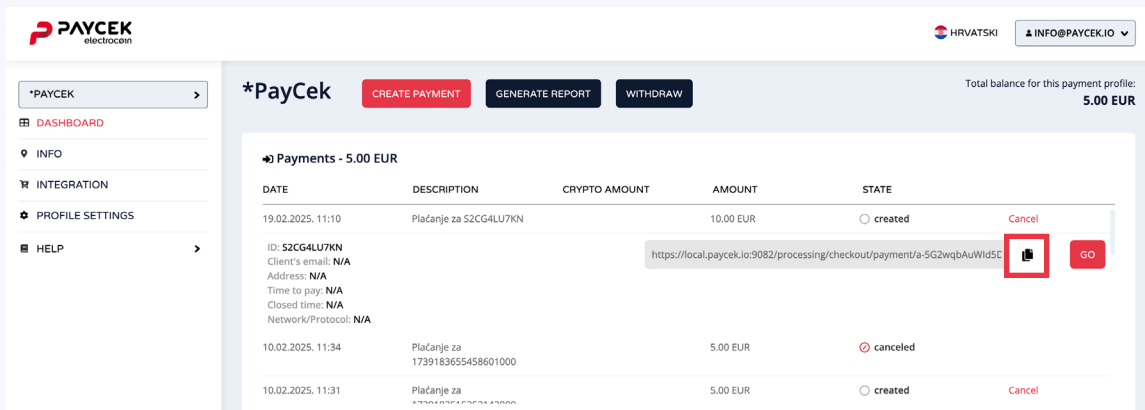 PAYCEK
electrocoin
HRVATSKI
INFO@PAYCEK.IO
*PAYCEK
DASHBOARD
INFO
INTEGRATION
PROFILE SETTINGS
HELP
*PayCek
CREATE PAYMENT
GENERATE REPORT
WITHDRAW
Total balance for this payment profile:
5.00 EUR
Payments - 5.00 EUR
DATE DESCRIPTION CRYPTO AMOUNT AMOUNT STATE
19.02.2025. 11:10 Plaćanje za S2CG4LU7KN 10.00 EUR created Cancel
ID: S2CG4LU7KN
Client's email: N/A
Address: N/A
Time to pay: N/A
Closed time: N/A
Network/Protocol: N/A
https://local.paycek.io:9082/processing/checkout/payment/a-5G2wqbAuWId5D
GO
10.02.2025. 11:34 Plaćanje za 5.00 EUR canceled
1739183655458601000
10.02.2025. 11:31 Plaćanje za 5.00 EUR created Cancel